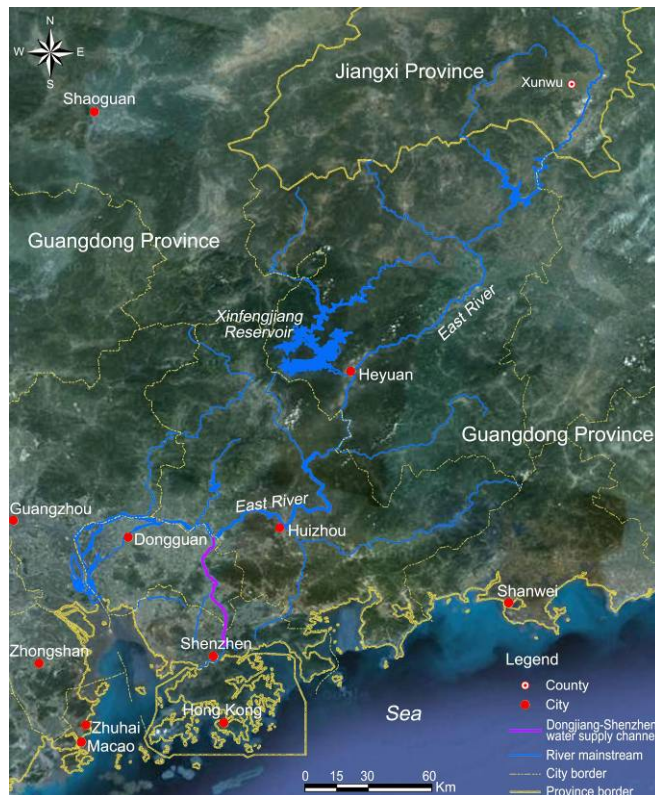 N
W E
S
Jiangxi Province
Xunwu
Shaoguan
Guangdong Province
Xinfengjiang
Reservoir
East River
Heyuan
Guangdong Province
Guangzhou
East River
Dongguan
Huizhou
Shanwei
Shenzhen
Zhongshan
Legend
County
City
Hong Kong
Sea
Zhuhai
Macao
Dongjiang-Shenzhen
water supply channel
River mainstream
City border
Province border
0 15 30 60
Km